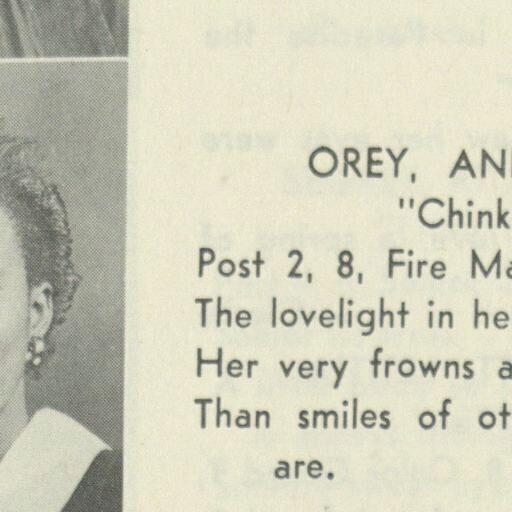 OREY, AN
"Chink
Post 2, 8, Fire Ma
The lovelight in he
Her very frowns a
Than smiles of ot
are.